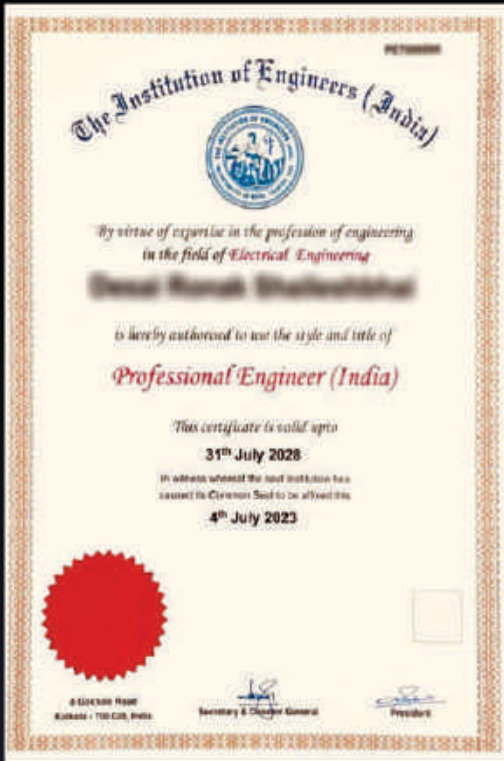 The Institution of Engineers (India)
By virtue of expertise in the profession of engineering
in the field of Electrical Engineering
is hereby authorised to use the style and title of
Professional Engineer (India)
This certificate is valid upto
31th July 2028
In witness whereof the said Institution has
caused its Common Seal to be affixed this
4th July 2023
8 Gokhale Road
Kolkata - 700 020, India
Secretary & Director General
President